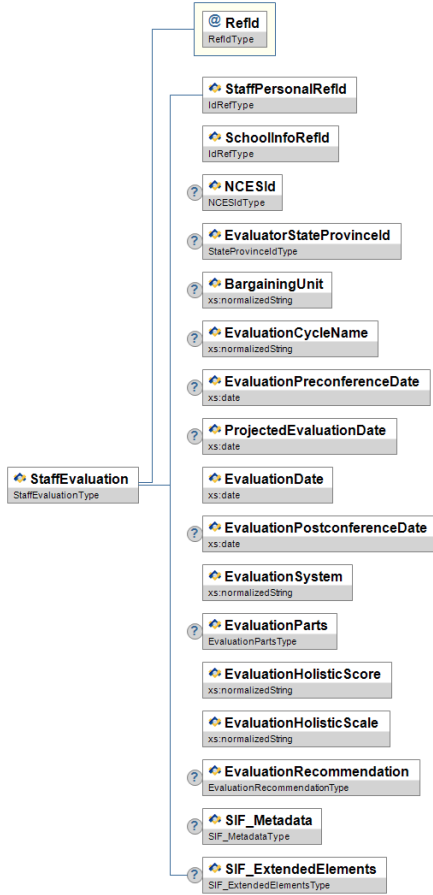 @ RefId
RefIdType
StaffPersonalRefId
IdRefType
SchoolInfoRefId
IdRefType
? NCESId
NCESIdType
? EvaluatorStateProvinceId
StateProvinceIdType
? BargainingUnit
xs:normalizedString
? EvaluationCycleName
xs:normalizedString
? EvaluationPreconferenceDate
xs:date
? ProjectedEvaluationDate
xs:date
StaffEvaluation
StaffEvaluationType
EvaluationDate
xs:date
? EvaluationPostconferenceDate
xs:date
EvaluationSystem
xs:normalizedString
? EvaluationParts
EvaluationPartsType
EvaluationHolisticScore
xs:normalizedString
EvaluationHolisticScale
xs:normalizedString
? EvaluationRecommendation
EvaluationRecommendationType
? SIF_Metadata
SIF_MetadataType
? SIF_ExtendedElements
SIF_ExtendedElementsType